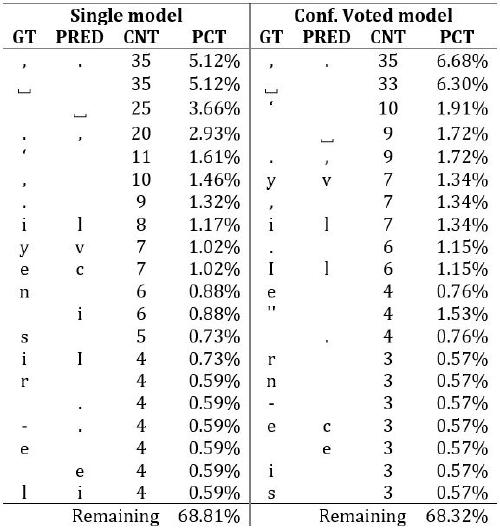 Single model Conf. Voted model
GT PRED CNT PCT GT PRED CNT PCT
, . 35 5.12% , . 35 6.68%
␣ 35 5.12% ␣ 33 6.30%
␣ 25 3.66% ‘ 10 1.91%
. , 20 2.93% ␣ 9 1.72%
‘ 11 1.61% . , 9 1.72%
, 10 1.46% y v 7 1.34%
. 9 1.32% , 7 1.34%
i l 8 1.17% i l 7 1.34%
y v 7 1.02% . 6 1.15%
e c 7 1.02% I l 6 1.15%
n 6 0.88% e 4 0.76%
i 6 0.88% " 4 1.53%
s 5 0.73% . 4 0.76%
i I 4 0.73% r 3 0.57%
r 4 0.59% n 3 0.57%
. 4 0.59% - 3 0.57%
- . 4 0.59% e c 3 0.57%
e 4 0.59% e 3 0.57%
e 4 0.59% i 3 0.57%
l i 4 0.59% s 3 0.57%
Remaining 68.81% Remaining 68.32%